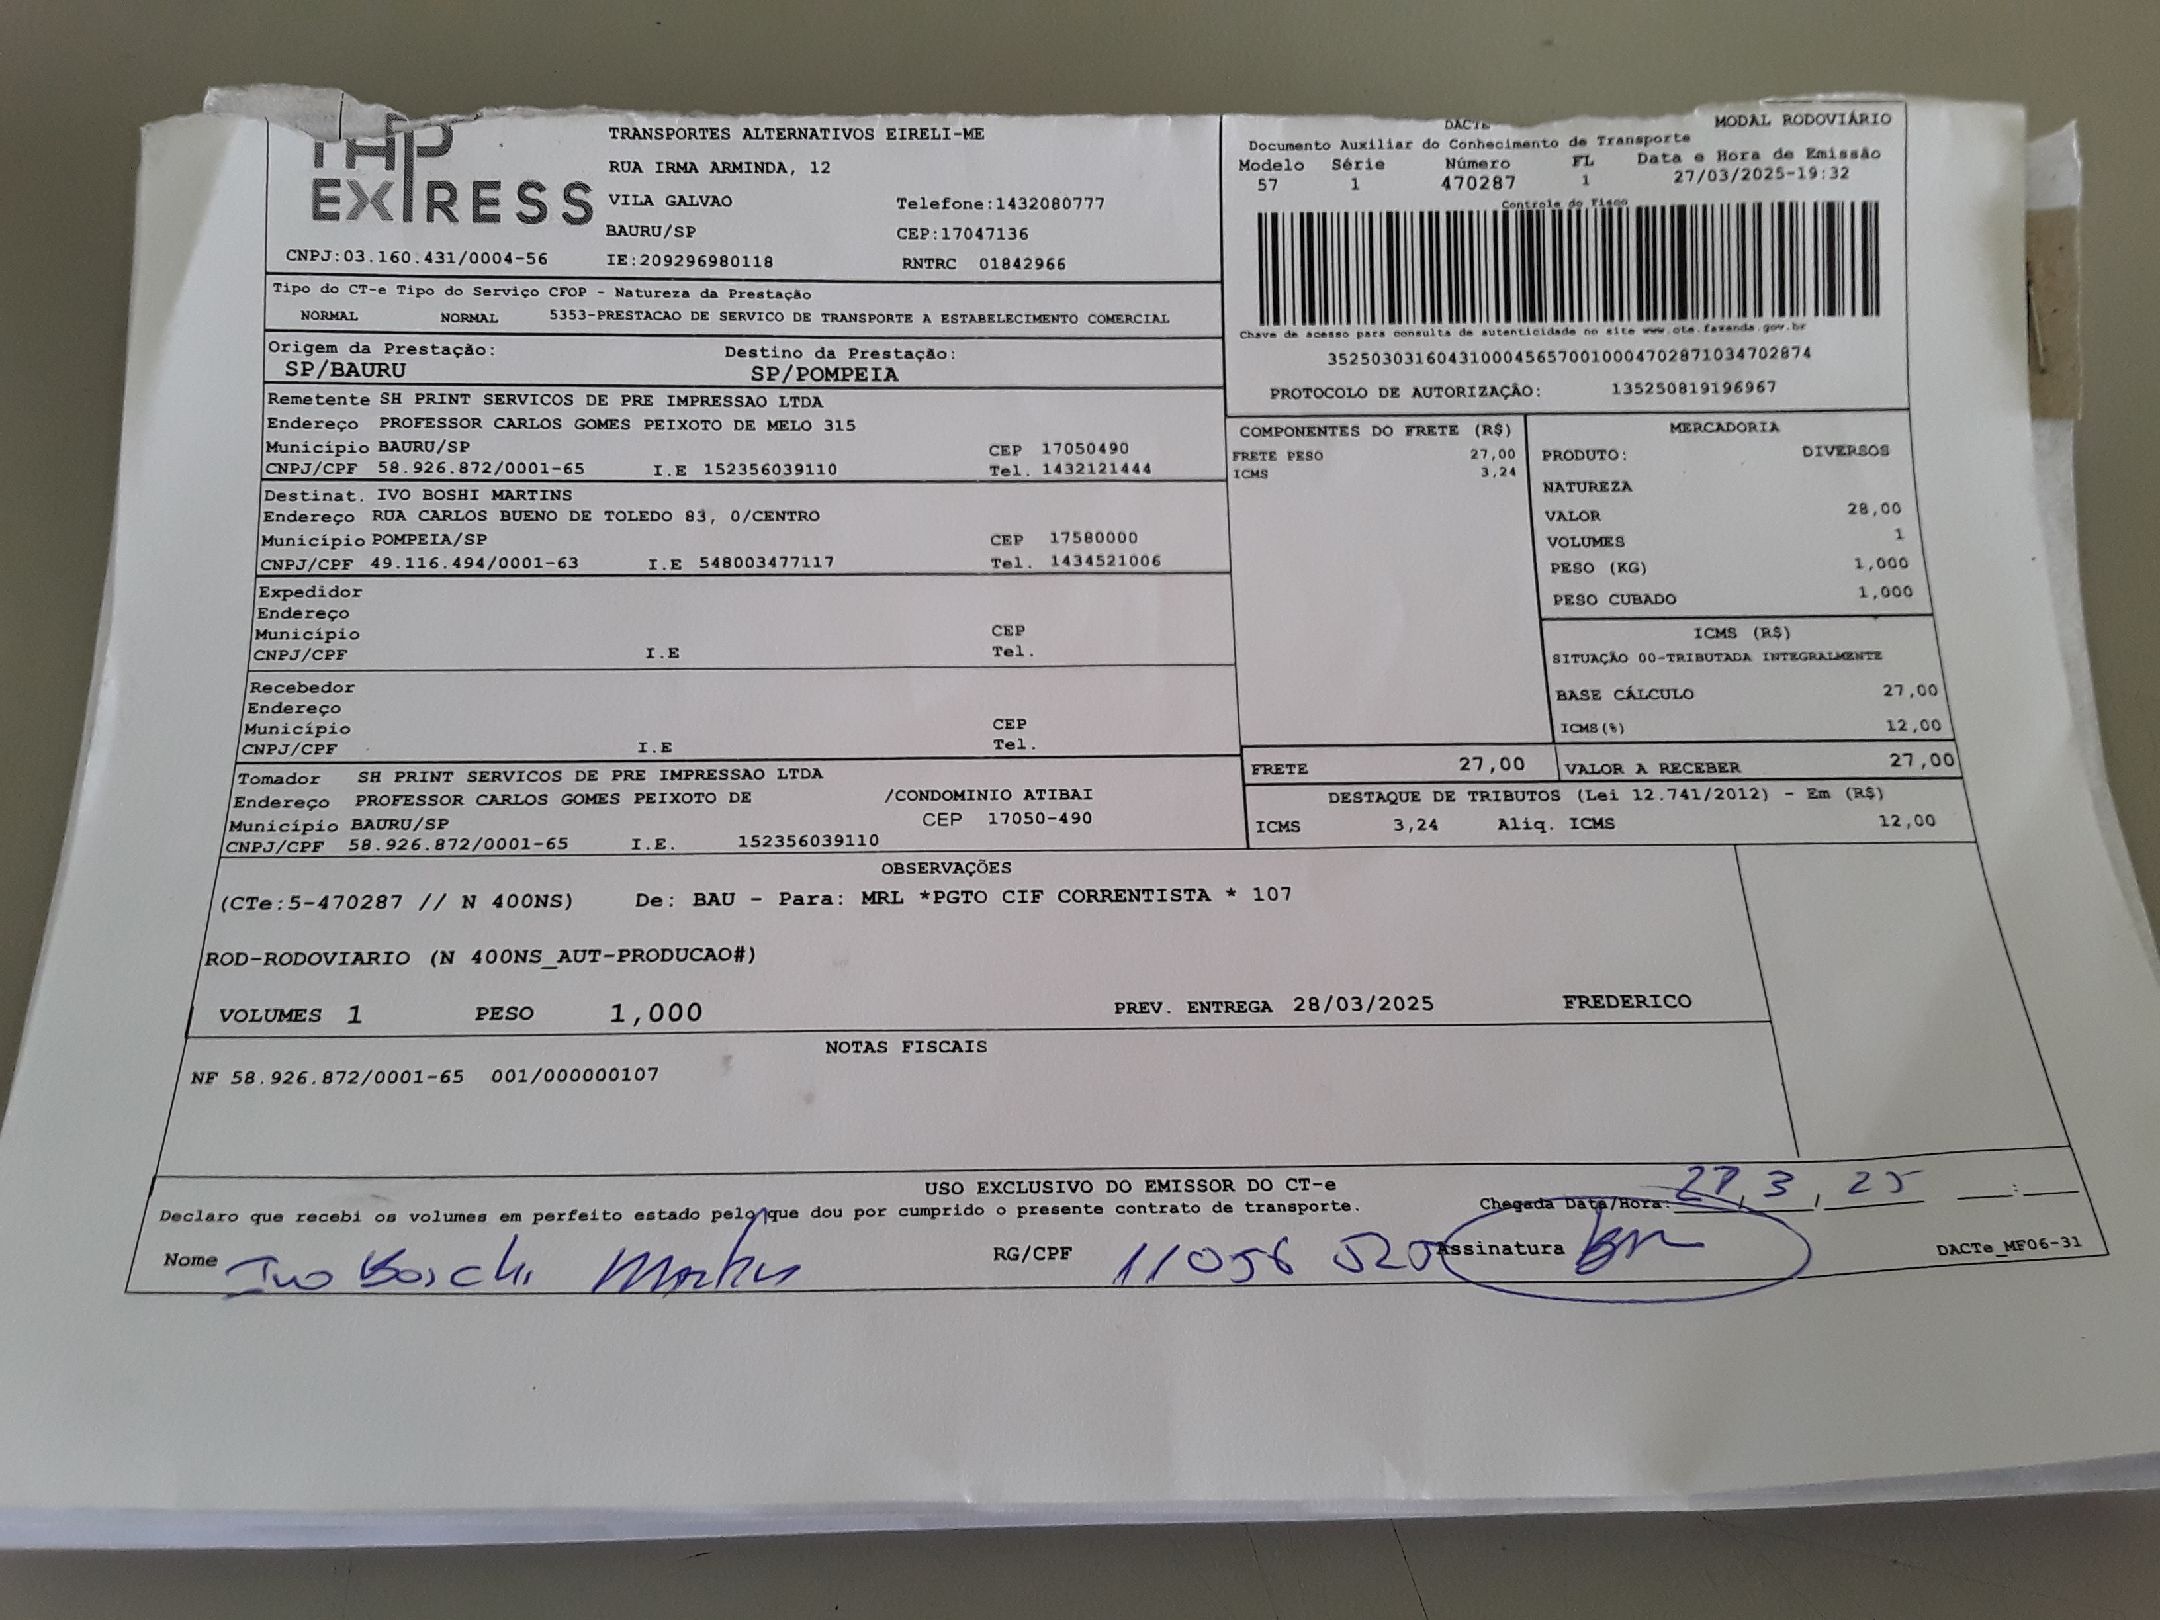 TAP
EXPRESS
TRANSPORTES ALTERNATIVOS EIRELI-ME
RUA IRMA ARMINDA, 12
VILA GALVAO Telefone:1432080777
BAURU/SP CEP:17047136
CNPJ:03.160.431/0004-56 IE:209296980118 RNTRC 01842966
DACTE MODAL RODOVIÁRIO
Documento Auxiliar do Conhecimento de Transporte
Modelo Série Número FL Data e Hora de Emissão
57 1 470287 1 27/03/2025-19:32
Controle do Fisco
Chave de acesso para consulta de autenticidade no site www.cte.fazenda.gov.br
35250303160431000456570010004702871034702874
PROTOCOLO DE AUTORIZAÇÃO: 135250819196967
Tipo do CT-e Tipo do Serviço CFOP - Natureza da Prestação
NORMAL NORMAL 5353-PRESTACAO DE SERVICO DE TRANSPORTE A ESTABELECIMENTO COMERCIAL
Origem da Prestação: Destino da Prestação:
SP/BAURU SP/POMPEIA
Remetente SH PRINT SERVICOS DE PRE IMPRESSAO LTDA
Endereço PROFESSOR CARLOS GOMES PEIXOTO DE MELO 315
Município BAURU/SP CEP 17050490
CNPJ/CPF 58.926.872/0001-65 I.E 152356039110 Tel. 1432121444
Destinat. IVO BOSHI MARTINS
Endereço RUA CARLOS BUENO DE TOLEDO 83, 0/CENTRO
Município POMPEIA/SP CEP 17580000
CNPJ/CPF 49.116.494/0001-63 I.E 548003477117 Tel. 1434521006
Expedidor
Endereço
Município CEP
CNPJ/CPF I.E Tel.
Recebedor
Endereço
Município CEP
CNPJ/CPF I.E Tel.
Tomador SH PRINT SERVICOS DE PRE IMPRESSAO LTDA
Endereço PROFESSOR CARLOS GOMES PEIXOTO DE /CONDOMINIO ATIBAI
Município BAURU/SP CEP 17050-490
CNPJ/CPF 58.926.872/0001-65 I.E. 152356039110
COMPONENTES DO FRETE (R$)
FRETE PESO 27,00
ICMS 3,24
MERCADORIA
PRODUTO: DIVERSOS
NATUREZA
VALOR 28,00
VOLUMES 1
PESO (KG) 1,000
PESO CUBADO 1,000
ICMS (R$)
SITUAÇÃO 00-TRIBUTADA INTEGRALMENTE
BASE CÁLCULO 27,00
ICMS(%) 12,00
FRETE 27,00 VALOR A RECEBER 27,00
DESTAQUE DE TRIBUTOS (Lei 12.741/2012) - Em (R$)
ICMS 3,24 Aliq. ICMS 12,00
OBSERVAÇÕES
(CTe:5-470287 // N 400NS) De: BAU - Para: MRL *PGTO CIF CORRENTISTA * 107
ROD-RODOVIARIO (N 400NS_AUT-PRODUCAO#)
VOLUMES 1 PESO 1,000 PREV. ENTREGA 28/03/2025 FREDERICO
NOTAS FISCAIS
NF 58.926.872/0001-65 001/000000107
USO EXCLUSIVO DO EMISSOR DO CT-e
Declaro que recebi os volumes em perfeito estado pelo que dou por cumprido o presente contrato de transporte. Chegada Data/Hora: 27, 3, 25 __:__
Nome Ivo Boschi Martins RG/CPF 11056 520 Assinatura DACTe_MF06-31